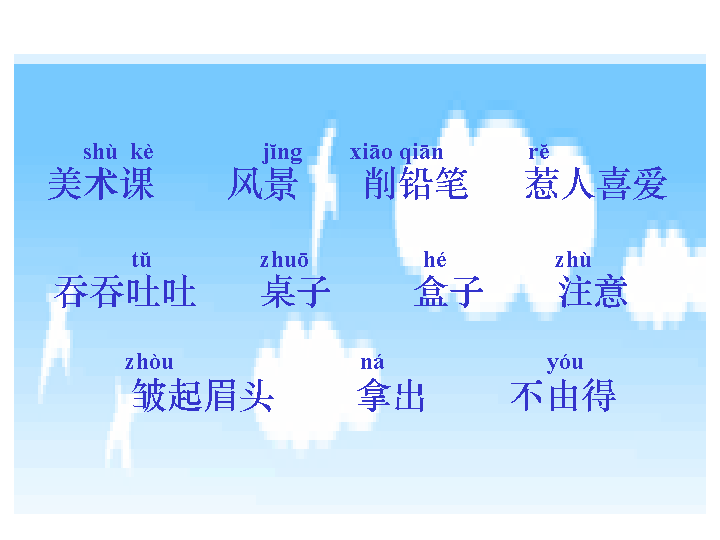 shù kè jǐng xiāo qiān rě
美术课 风景 削铅笔 惹人喜爱
tǔ zhuō hé zhù
吞吞吐吐 桌子 盒子 注意
zhòu ná yóu
皱起眉头 拿出 不由得